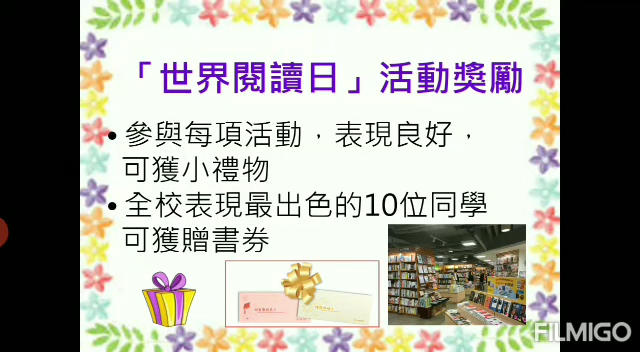 「世界閱讀日」活動獎勵
• 參與每項活動，表現良好，
可獲小禮物
• 全校表現最出色的10位同學
可獲贈書券
FILMIGO